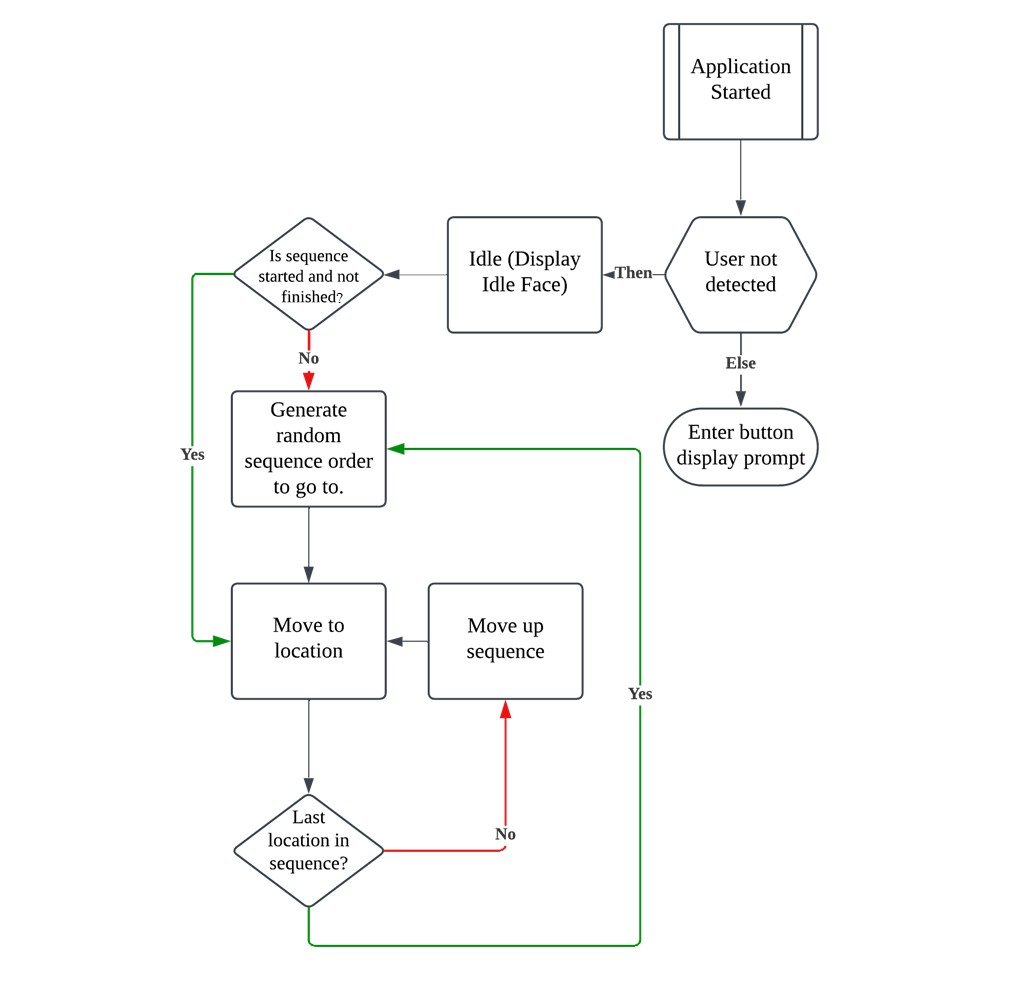 Application
Started
Is sequence
started and not
finished?
Idle (Display
Idle Face)
Then
User not
detected
No
Else
Generate
random
sequence order
to go to.
Enter button
display prompt
Yes
Move to
location
Move up
sequence
Yes
Last
location in
sequence?
No